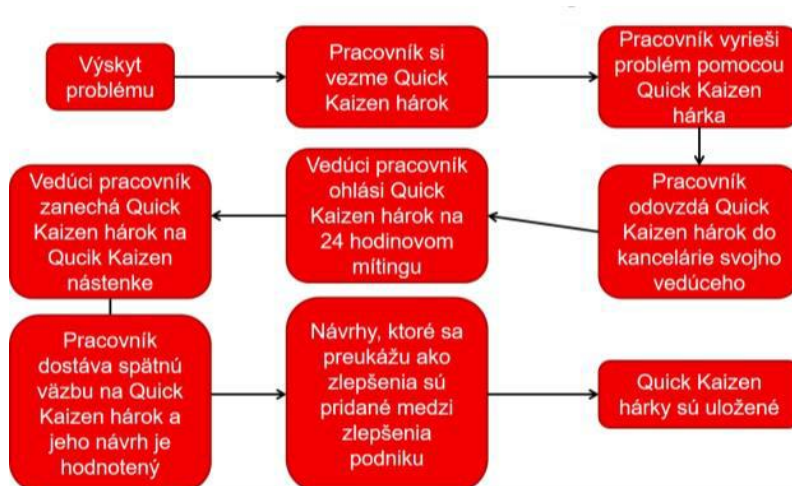 Výskyt
problému
Pracovník si
vezme Quick
Kaizen hárok
Pracovník vyrieši
problém pomocou
Quick Kaizen
hárka
Pracovník
odovzdá Quick
Kaizen hárok do
kancelárie svojho
vedúceho
Vedúci pracovník
ohlási Quick
Kaizen hárok na
24 hodinovom
mítingu
Vedúci pracovník
zanechá Quick
Kaizen hárok na
Qucik Kaizen
nástenke
Pracovník
dostáva spätnú
väzbu na Quick
Kaizen hárok a
jeho návrh je
hodnotený
Návrhy, ktoré sa
preukážu ako
zlepšenia sú
pridané medzi
zlepšenia
podniku
Quick Kaizen
hárky sú uložené